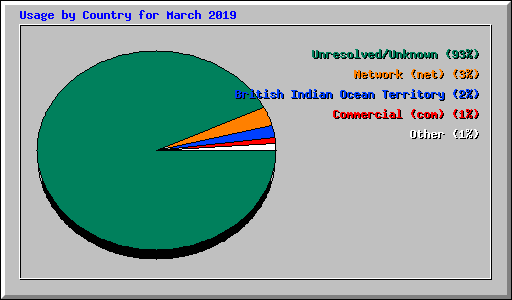 Usage by Country for March 2019
Unresolved/Unknown (93%)
Network (net) (3%)
British Indian Ocean Territory (2%)
Commercial (com) (1%)
Other (1%)